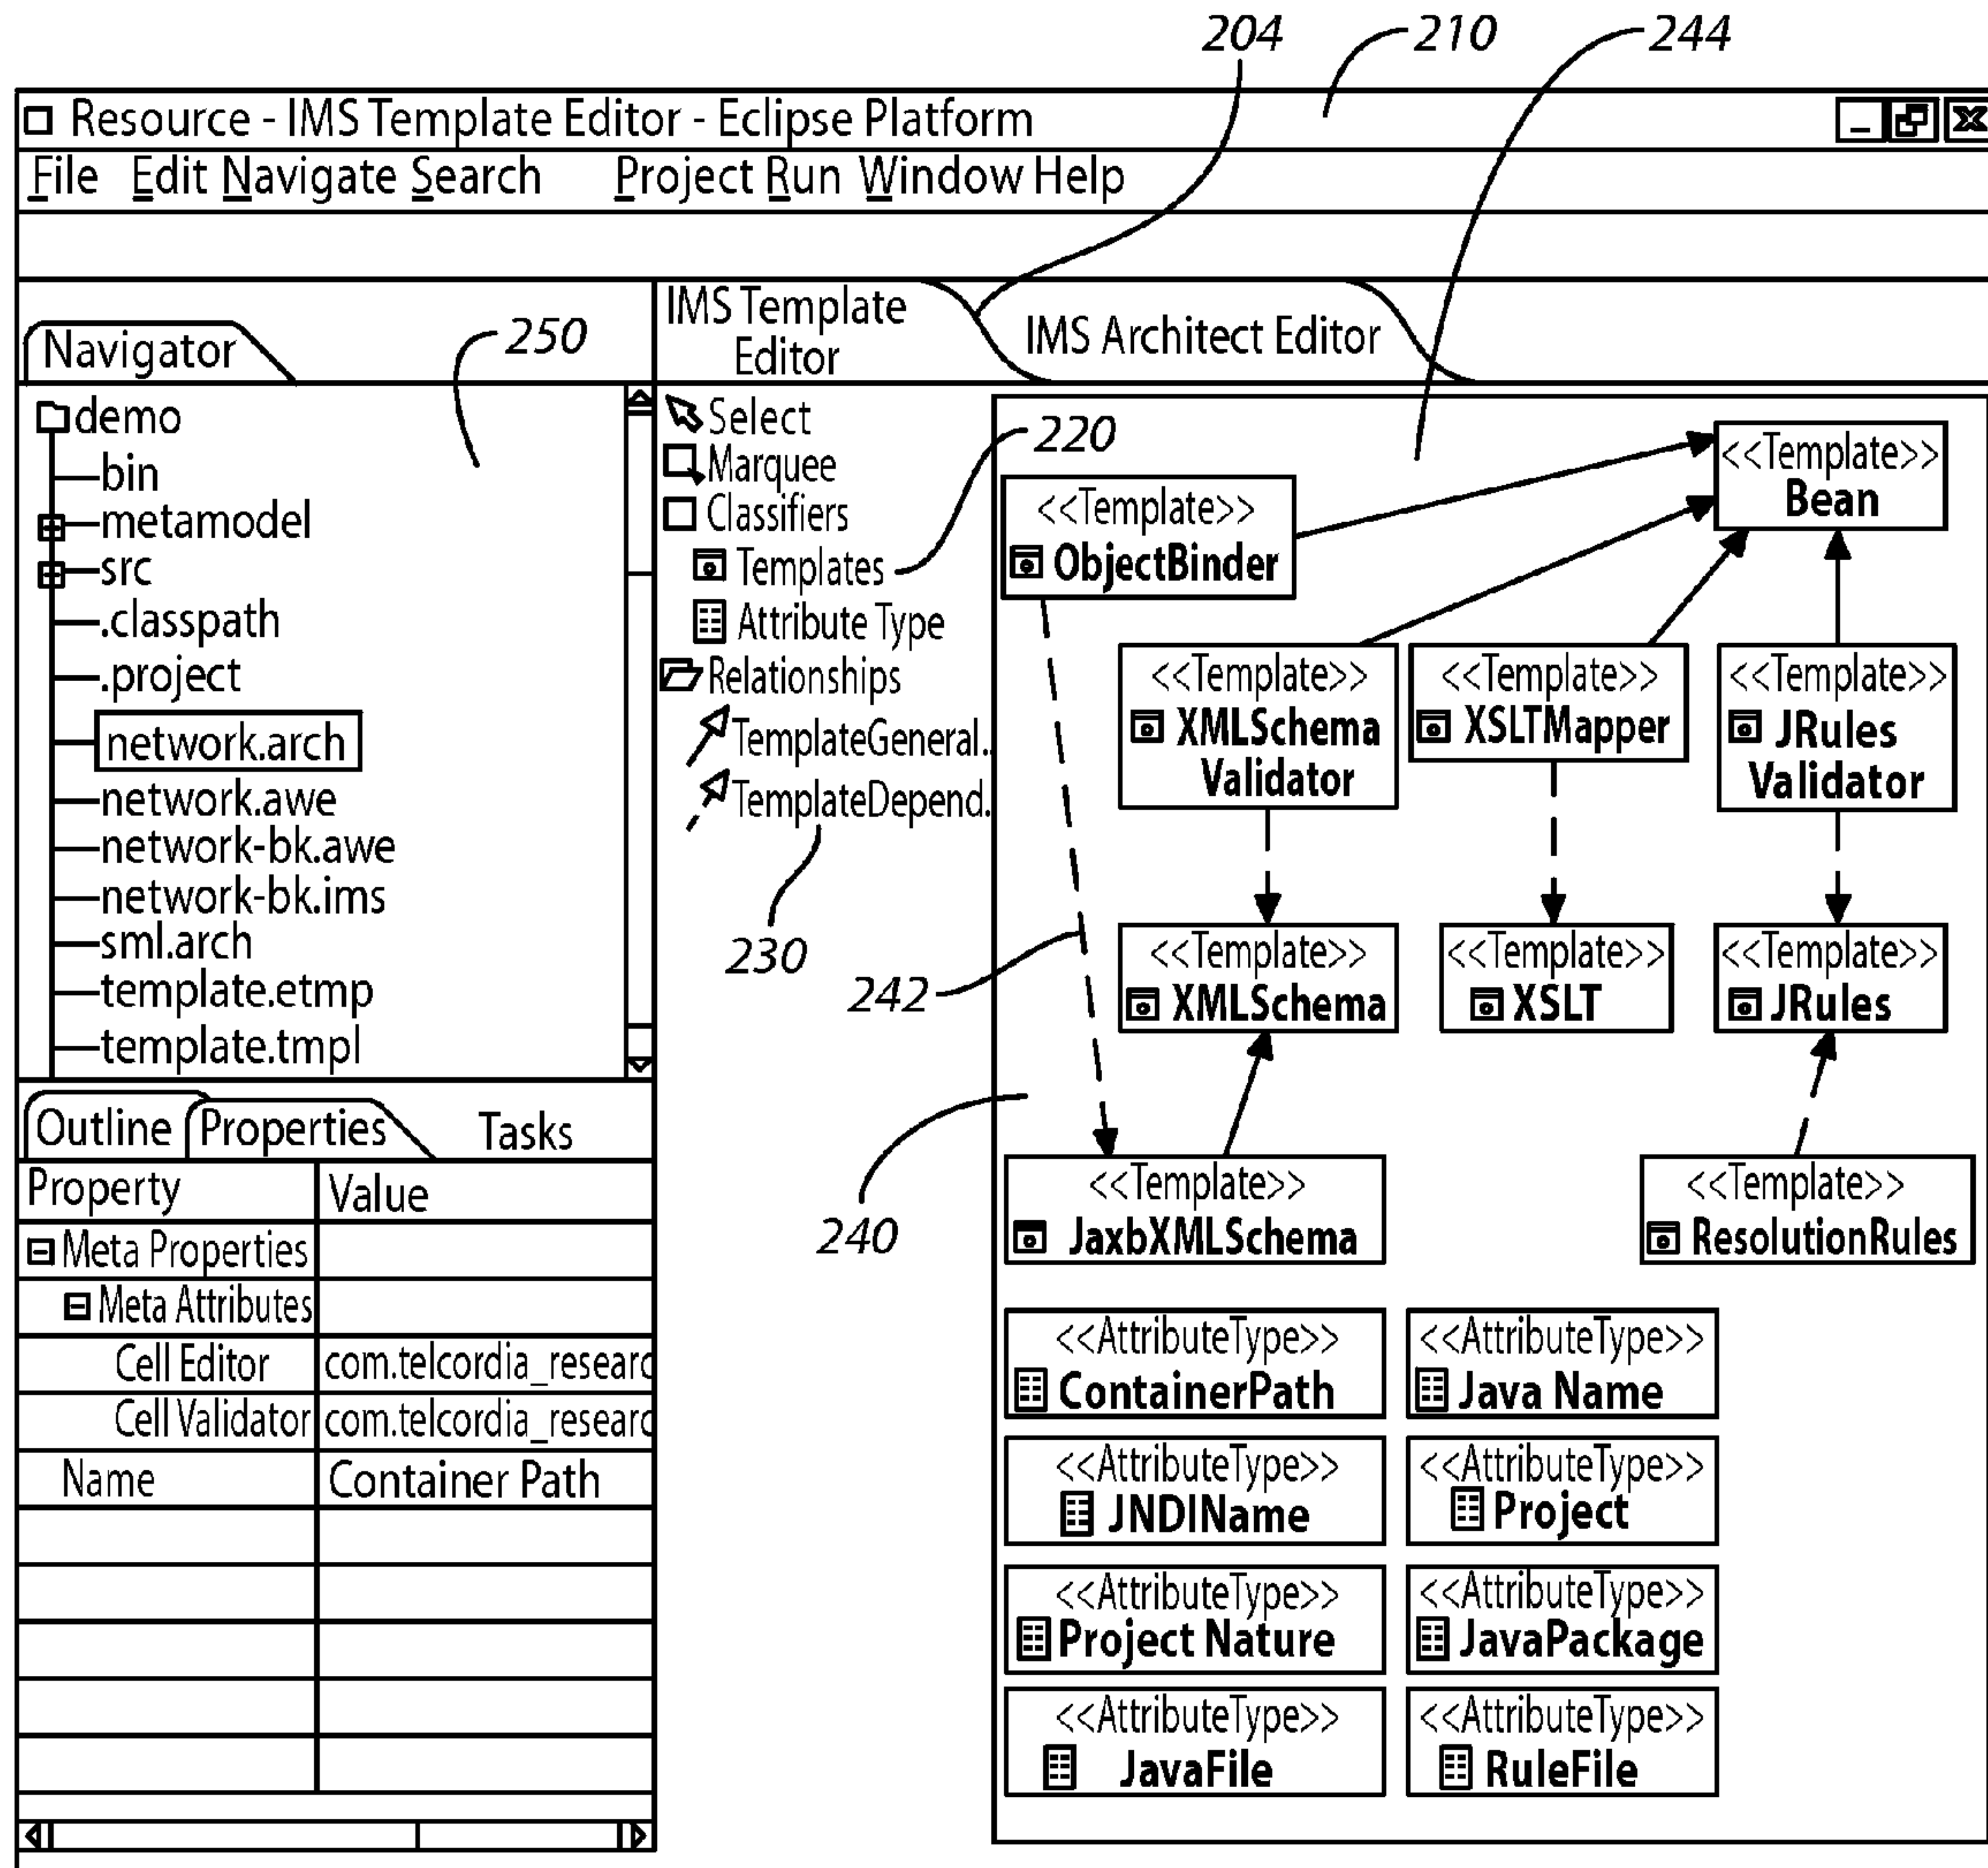 204
210
244
Resource - IMS Template Editor - Eclipse Platform
File Edit Navigate Search Project Run Window Help
Navigator
250
demo
bin
metamodel
src
.classpath
.project
network.arch
network.awe
network-bk.awe
network-bk.ims
sml.arch
template.etmp
template.tmpl
Outline Properties Tasks
Property Value
Meta Properties
Meta Attributes
Cell Editor com.telcordia_researc
Cell Validator com.telcordia_researc
Name Container Path
IMS Template
Editor
IMS Architect Editor
Select
Marquee
Classifiers
Templates
Attribute Type
Relationships
TemplateGeneral..
TemplateDepend.
220
230
242
240
<<Template>>
Bean
<<Template>>
ObjectBinder
<<Template>>
XMLSchema
Validator
<<Template>>
XSLTMapper
<<Template>>
JRules
Validator
<<Template>>
XMLSchema
<<Template>>
XSLT
<<Template>>
JRules
<<Template>>
JaxbXMLSchema
<<Template>>
ResolutionRules
<<AttributeType>>
ContainerPath
<<AttributeType>>
Java Name
<<AttributeType>>
JNDIName
<<AttributeType>>
Project
<<AttributeType>>
Project Nature
<<AttributeType>>
JavaPackage
<<AttributeType>>
JavaFile
<<AttributeType>>
RuleFile